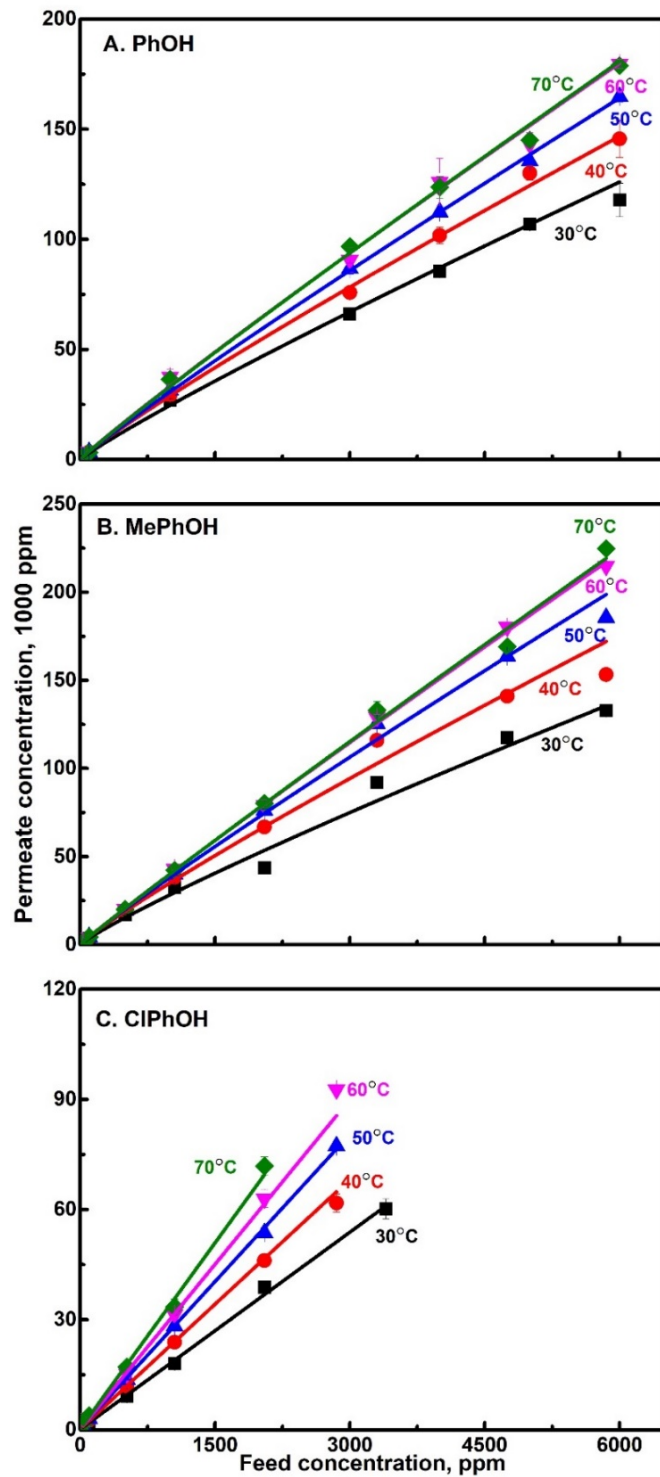 A. PhOH
200
150
100
50
0
70°C
60°C
50°C
40°C
30°C
B. MePhOH
250
200
150
100
50
0
70°C
60°C
50°C
40°C
30°C
Permeate concentration, 1000 ppm
C. ClPhOH
120
90
60
30
0
60°C
50°C
70°C
40°C
30°C
0 1500 3000 4500 6000
Feed concentration, ppm